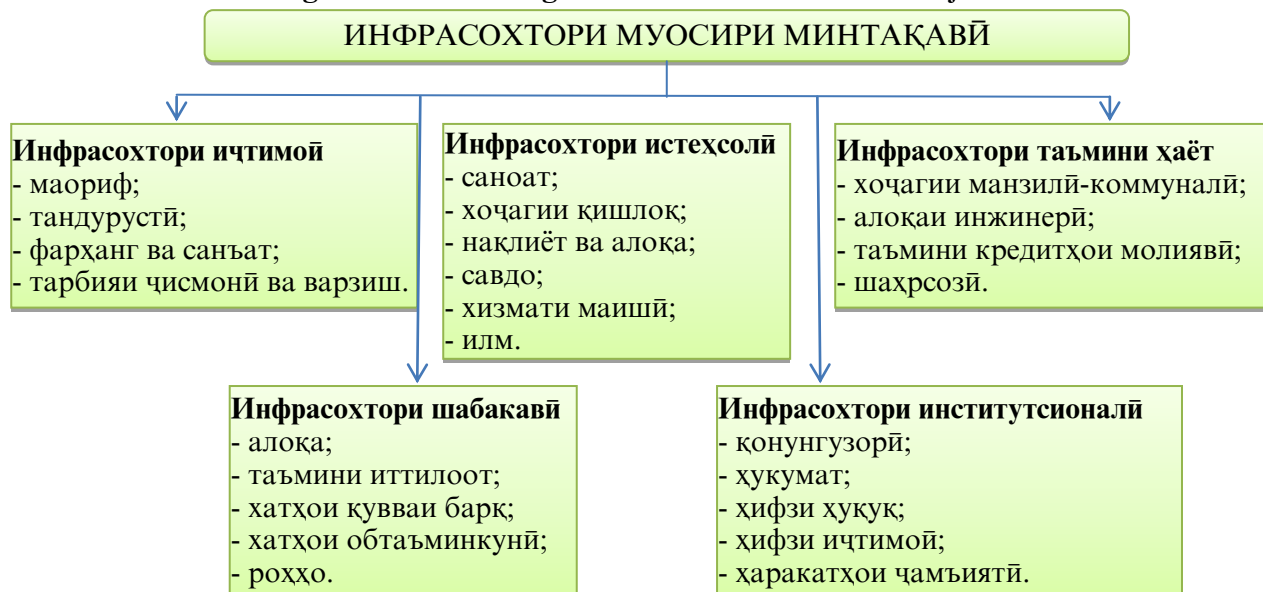 ИНФРАСОХТОРИ МУОСИРИ МИНТАҚАВӢ
Инфрасохтори иҷтимоӣ
- маориф;
- тандурустӣ;
- фарҳанг ва санъат;
- тарбияи ҷисмонӣ ва варзиш.
Инфрасохтори истеҳсолӣ
- саноат;
- хоҷагии қишлоқ;
- нақлиёт ва алоқа;
- савдо;
- хизмати маишӣ;
- илм.
Инфрасохтори таъмини ҳаёт
- хоҷагии манзилӣ-коммуналӣ;
- алоқаи инжинерӣ;
- таъмини кредитҳои молиявӣ;
- шаҳрсозӣ.
Инфрасохтори шабакавӣ
- алоқа;
- таъмини иттилоот;
- хатҳои қувваи барқ;
- хатҳои обтаъминкунӣ;
- роҳҳо.
Инфрасохтори институтсионалӣ
- қонунгузорӣ;
- ҳукумат;
- ҳифзи ҳуқуқ;
- ҳифзи иҷтимоӣ;
- ҳаракатҳои ҷамъиятӣ.